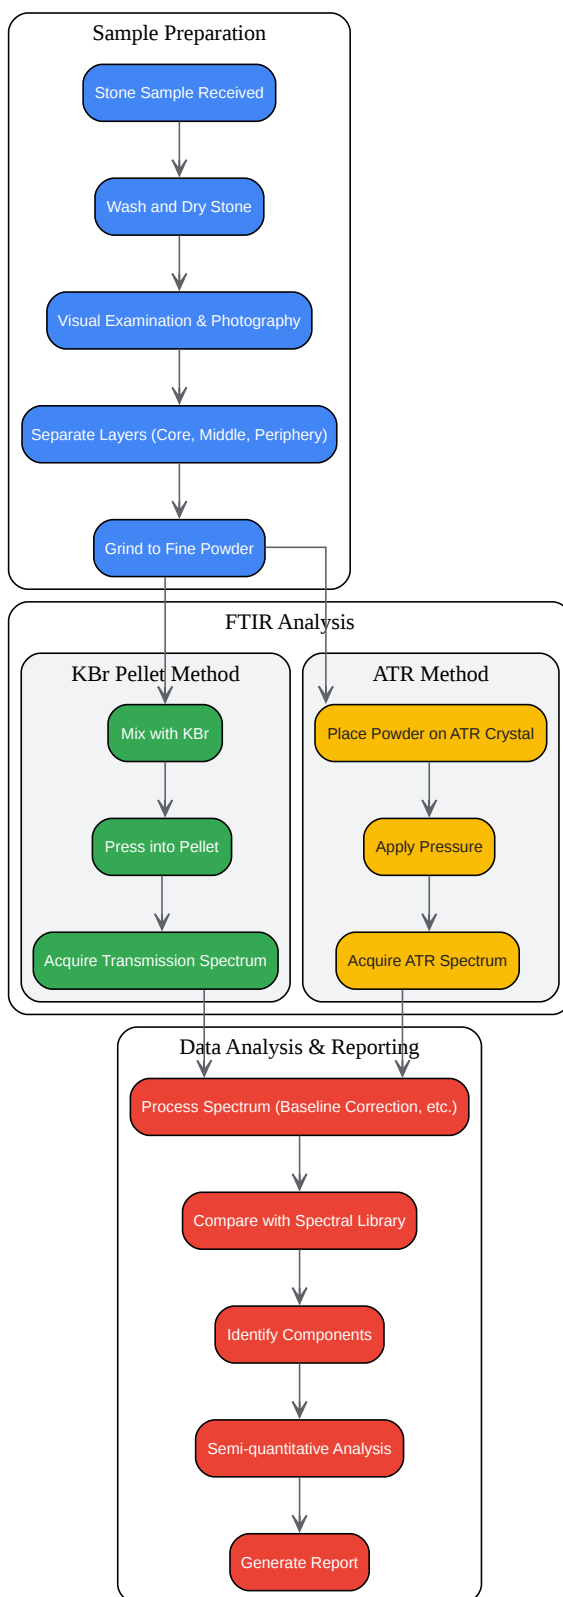 Sample Preparation
Stone Sample Received
Wash and Dry Stone
Visual Examination & Photography
Separate Layers (Core, Middle, Periphery)
Grind to Fine Powder
FTIR Analysis
KBr Pellet Method
Mix with KBr
Press into Pellet
Acquire Transmission Spectrum
ATR Method
Place Powder on ATR Crystal
Apply Pressure
Acquire ATR Spectrum
Data Analysis & Reporting
Process Spectrum (Baseline Correction, etc.)
Compare with Spectral Library
Identify Components
Semi-quantitative Analysis
Generate Report